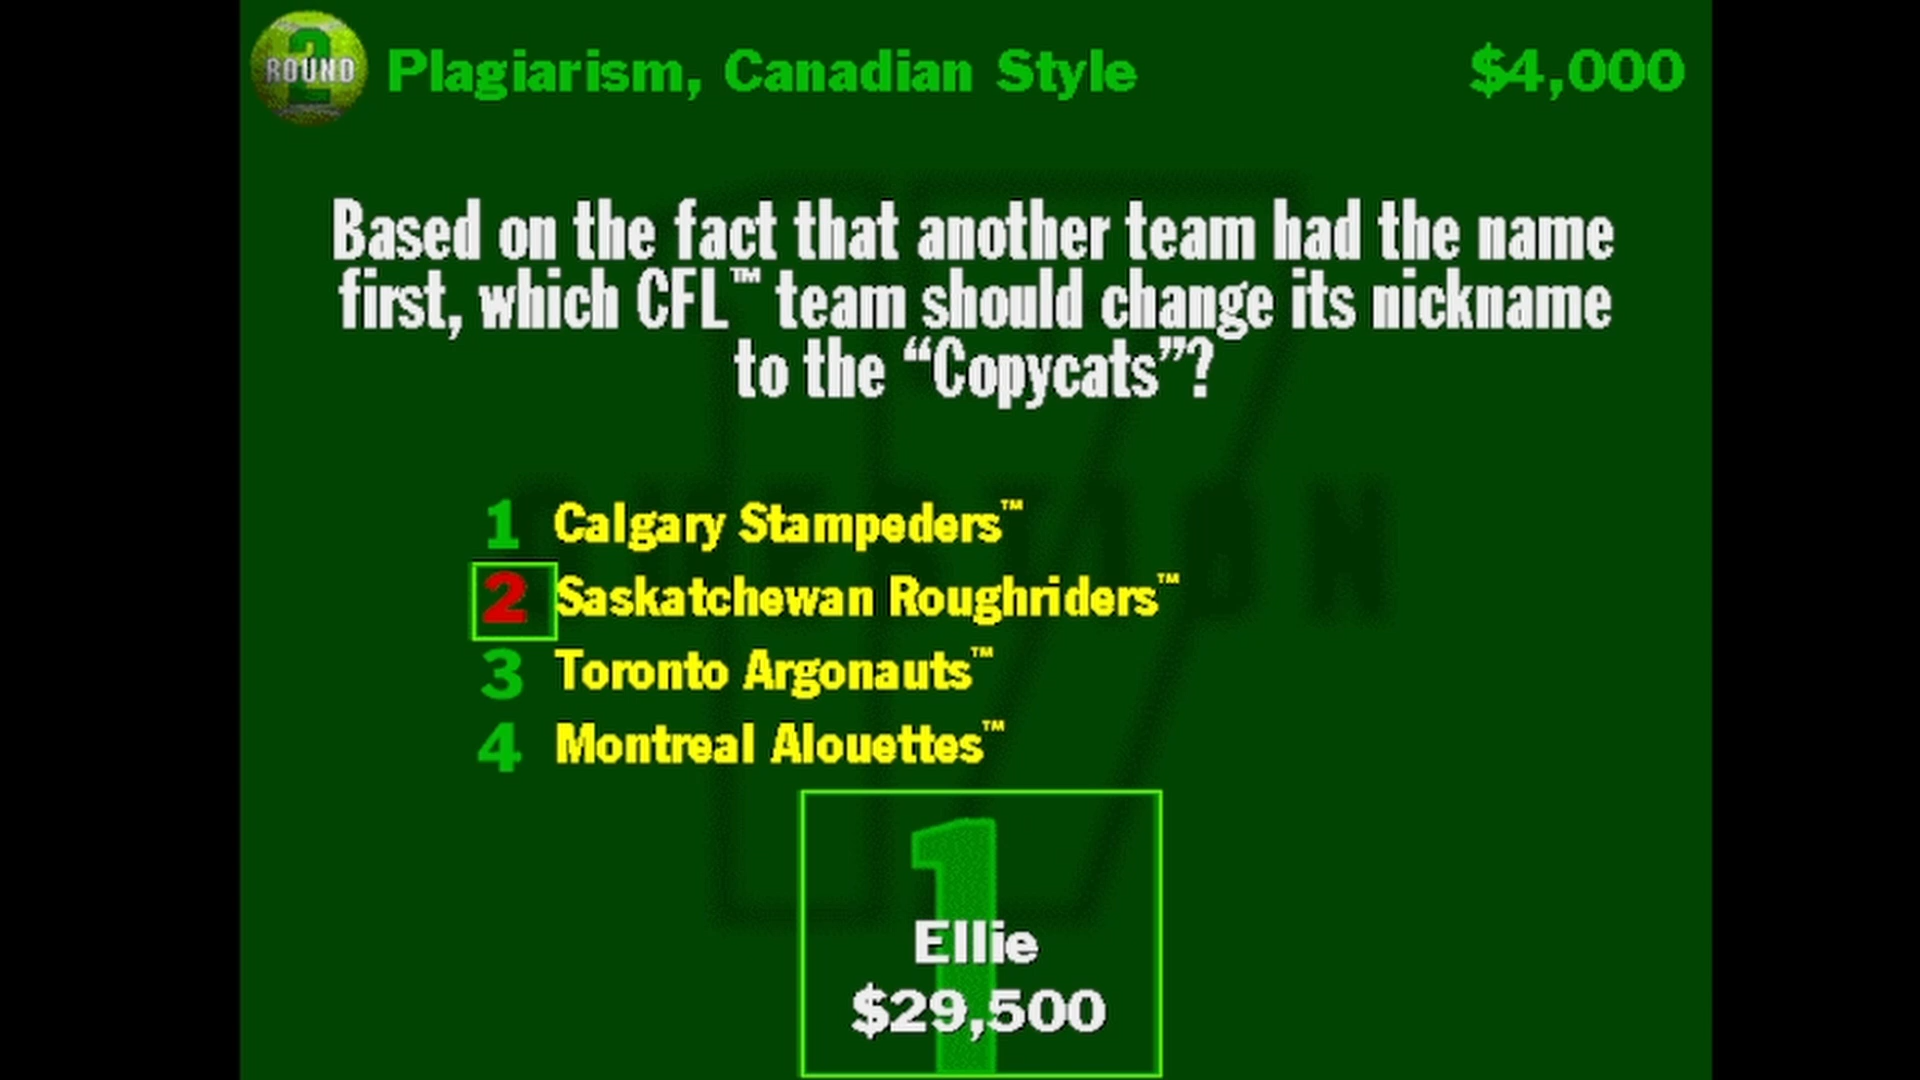 2
ROUND
Plagiarism, Canadian Style
$4,000
Based on the fact that another team had the name
first, which CFL™ team should change its nickname
to the “Copycats”?
1 Calgary Stampeders™
2 Saskatchewan Roughriders™
3 Toronto Argonauts™
4 Montreal Alouettes™
1
Ellie
$29,500